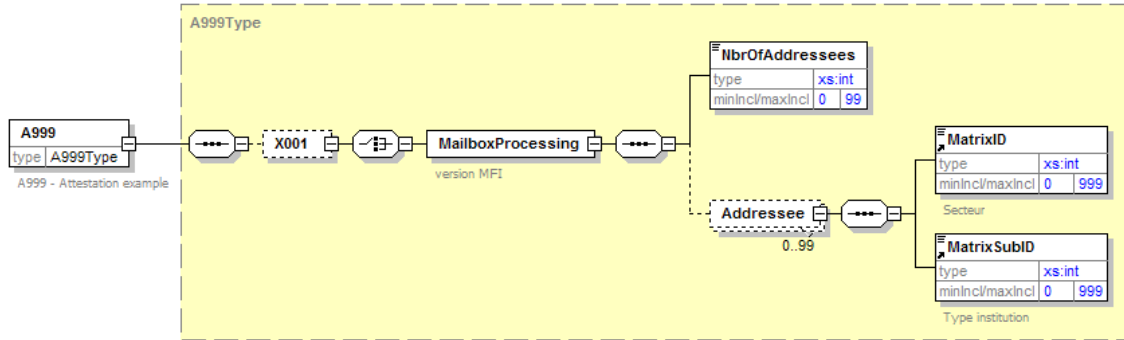 A999Type
NbrOfAddressees
type xs:int
minIncl/maxIncl 0 99
A999
type A999Type
A999 - Attestation example
X001
MailboxProcessing
version MFI
MatrixID
type xs:int
minIncl/maxIncl 0 999
Secteur
Addressee
0..99
MatrixSubID
type xs:int
minIncl/maxIncl 0 999
Type institution